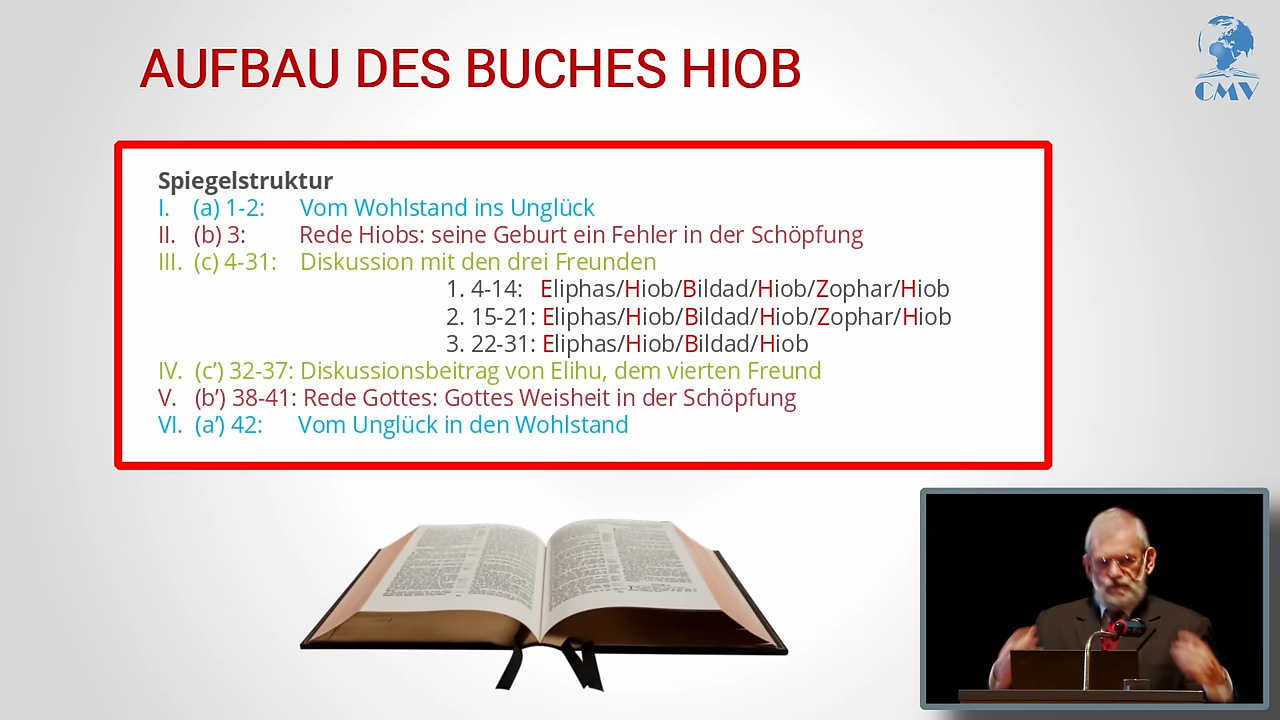 AUFBAU DES BUCHES HIOB
CMV
Spiegelstruktur
I. (a) 1-2: Vom Wohlstand ins Unglück
II. (b) 3: Rede Hiobs: seine Geburt ein Fehler in der Schöpfung
III. (c) 4-31: Diskussion mit den drei Freunden
1. 4-14: Eliphas/Hiob/Bildad/Hiob/Zophar/Hiob
2. 15-21: Eliphas/Hiob/Bildad/Hiob/Zophar/Hiob
3. 22-31: Eliphas/Hiob/Bildad/Hiob
IV. (c’) 32-37: Diskussionsbeitrag von Elihu, dem vierten Freund
V. (b’) 38-41: Rede Gottes: Gottes Weisheit in der Schöpfung
VI. (a’) 42: Vom Unglück in den Wohlstand